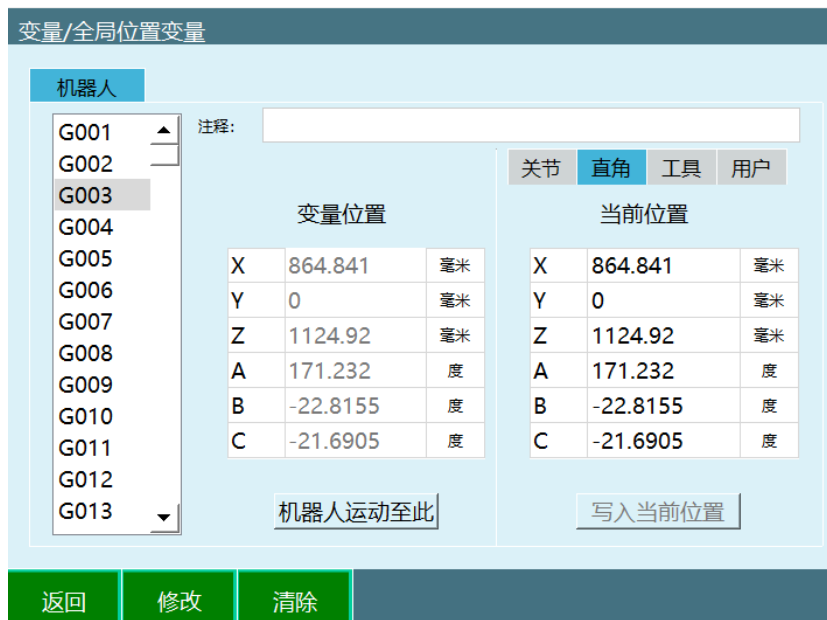 变量/全局位置变量
机器人
注释:
G001
G002
G003
G004
G005
G006
G007
G008
G009
G010
G011
G012
G013
关节 直角 工具 用户
变量位置
X 864.841 毫米
Y 0 毫米
Z 1124.92 毫米
A 171.232 度
B -22.8155 度
C -21.6905 度
机器人运动至此
当前位置
X 864.841 毫米
Y 0 毫米
Z 1124.92 毫米
A 171.232 度
B -22.8155 度
C -21.6905 度
写入当前位置
返回 修改 清除